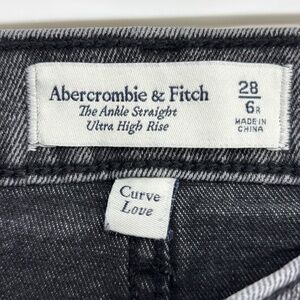 Abercrombie & Fitch
The Ankle Straight
Ultra High Rise
28
6R
MADE IN
CHINA
Curve
Love